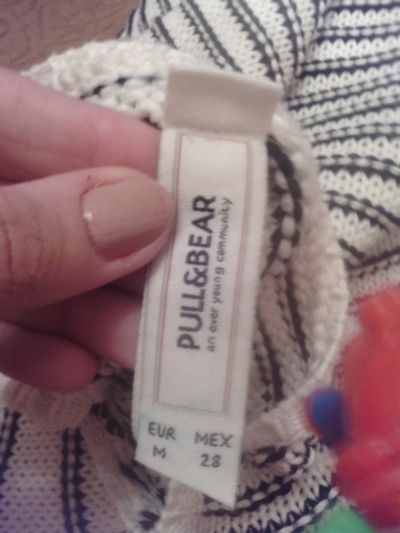 PULL&BEAR
an ever young community
EUR MEX
M 28